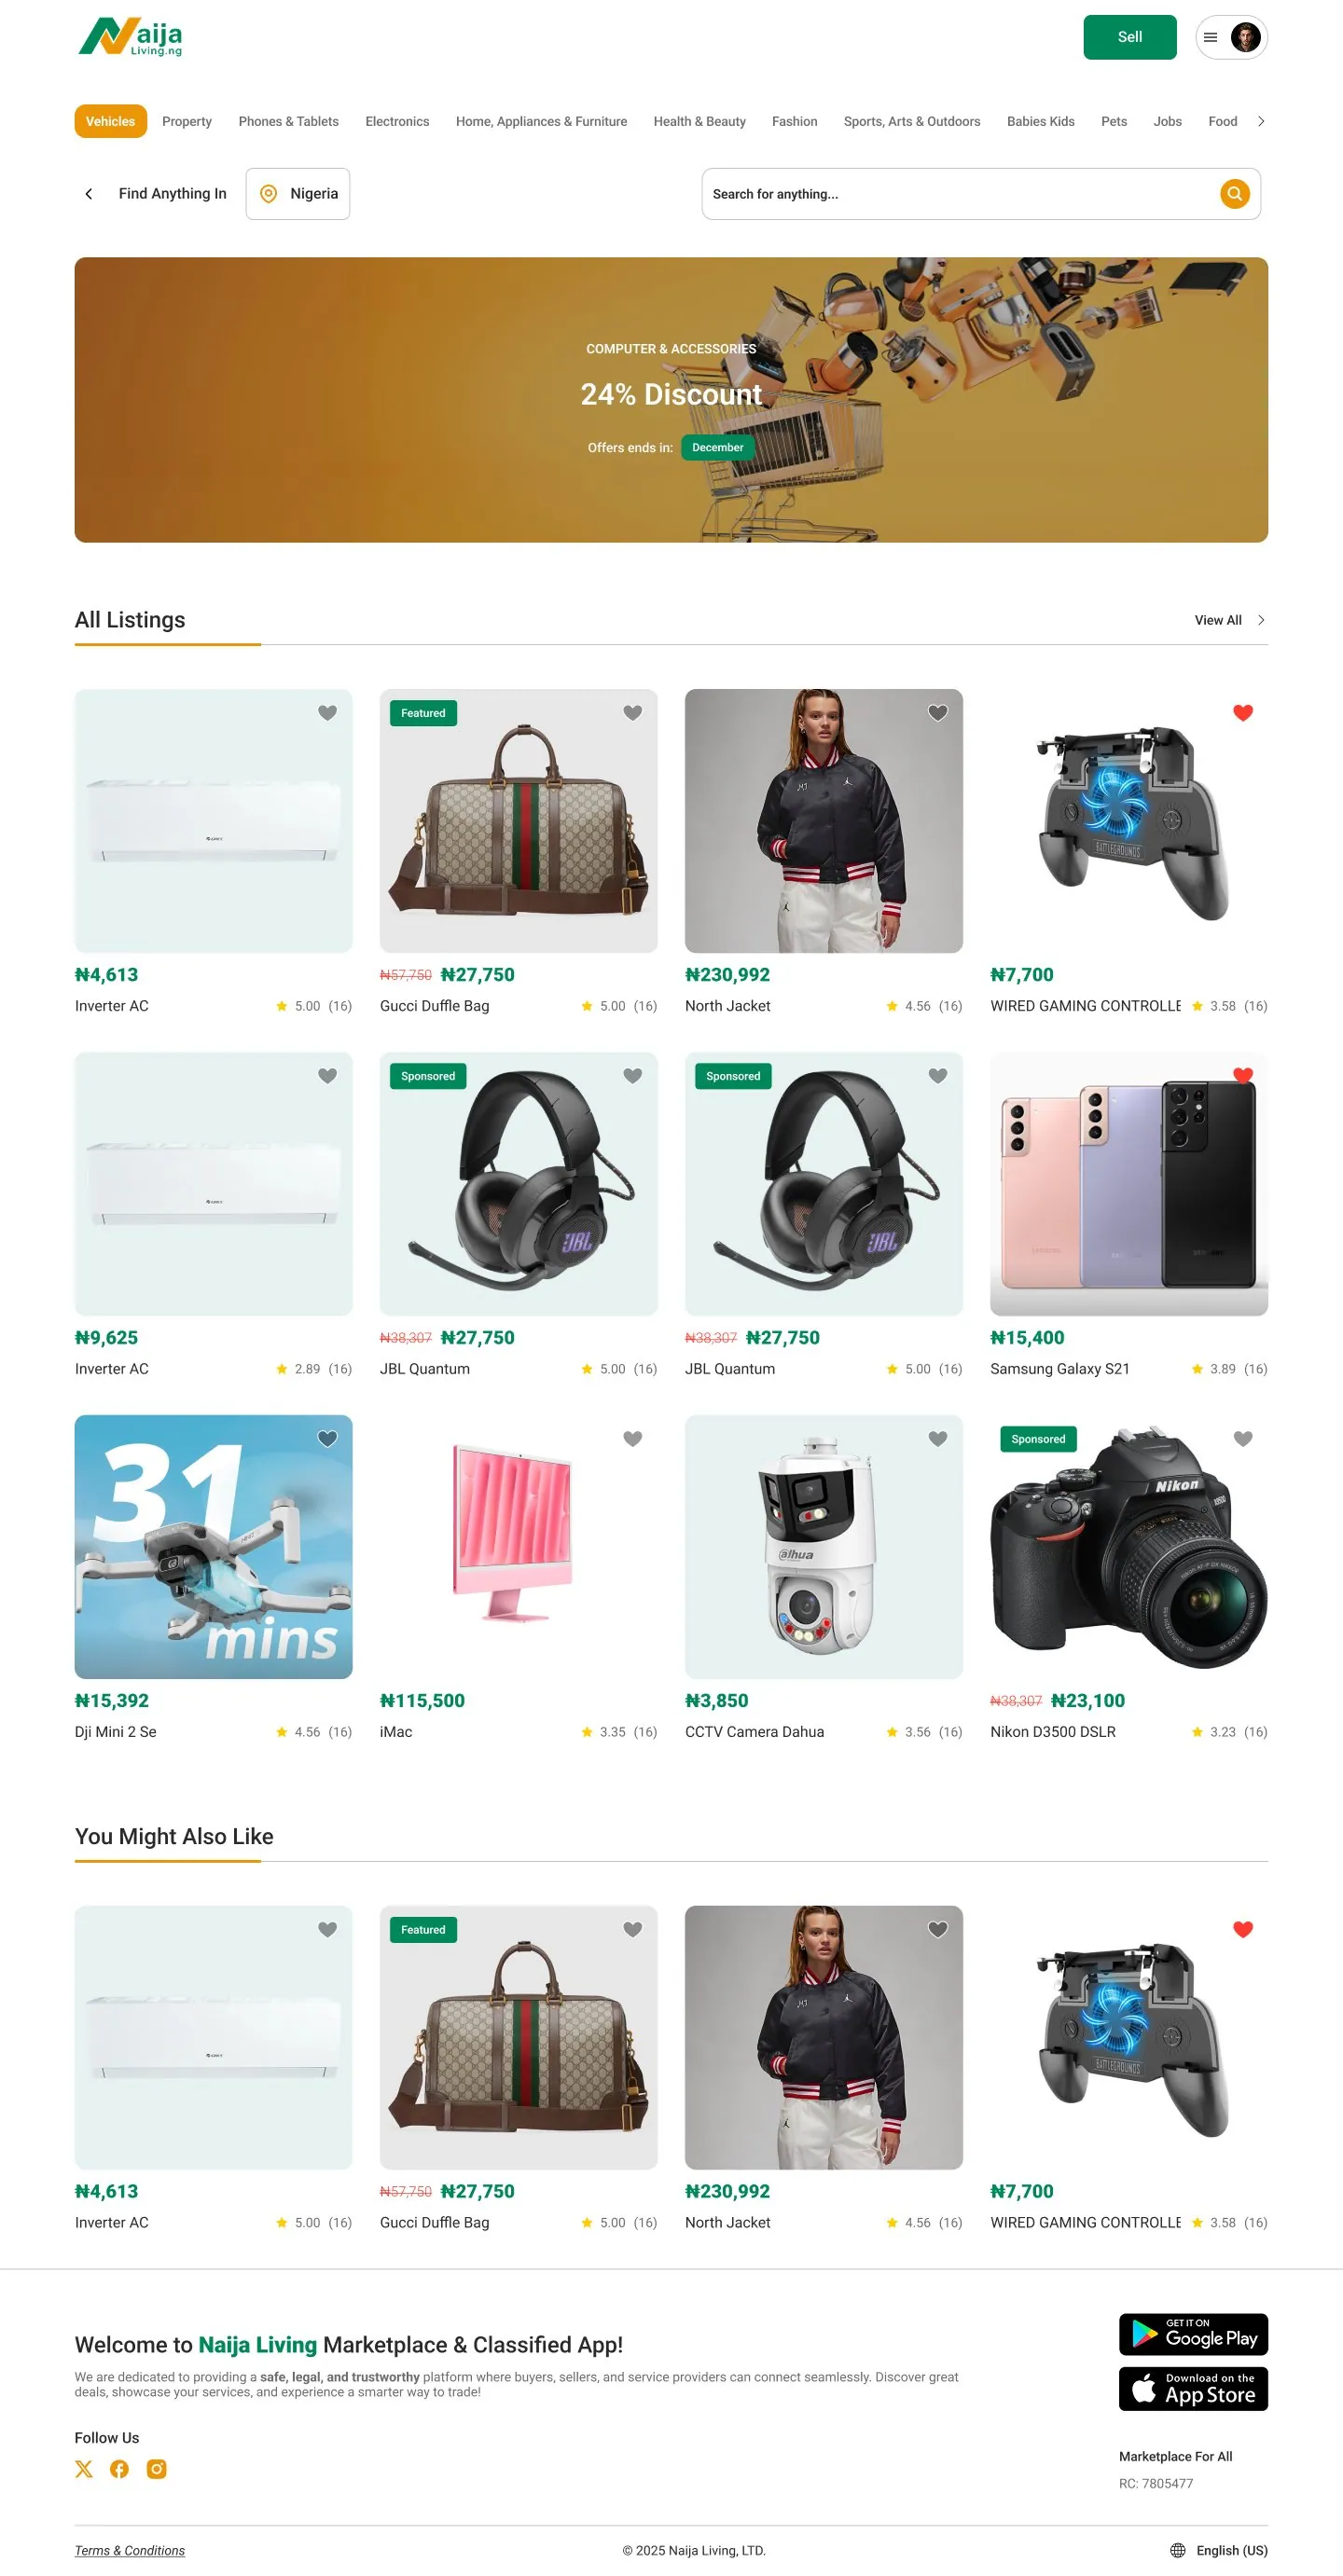 Naija
Living.ng
Sell
Vehicles Property Phones & Tablets Electronics Home, Appliances & Furniture Health & Beauty Fashion Sports, Arts & Outdoors Babies Kids Pets Jobs Food
Find Anything In Nigeria Search for anything...
COMPUTER & ACCESSORIES
24% Discount
Offers ends in: December
All Listings View All
Featured
M.J
GREE
BATTLEGROUNDS
₦4,613 ₦57,750 ₦27,750 ₦230,992 ₦7,700
Inverter AC 5.00 (16) Gucci Duffle Bag 5.00 (16) North Jacket 4.56 (16) WIRED GAMING CONTROLLE 3.58 (16)
Sponsored Sponsored
GREE JBL JBL SAMSUNG
₦9,625 ₦38,307 ₦27,750 ₦38,307 ₦27,750 ₦15,400
Inverter AC 2.89 (16) JBL Quantum 5.00 (16) JBL Quantum 5.00 (16) Samsung Galaxy S21 3.89 (16)
Sponsored
31 Nikon
D3500
MINI
alhua
mins
₦15,392 ₦115,500 ₦3,850 ₦38,307 ₦23,100
Dji Mini 2 Se 4.56 (16) iMac 3.35 (16) CCTV Camera Dahua 3.56 (16) Nikon D3500 DSLR 3.23 (16)
You Might Also Like
Featured
M.J
GREE
BATTLEGROUNDS
₦4,613 ₦57,750 ₦27,750 ₦230,992 ₦7,700
Inverter AC 5.00 (16) Gucci Duffle Bag 5.00 (16) North Jacket 4.56 (16) WIRED GAMING CONTROLLE 3.58 (16)
Welcome to Naija Living Marketplace & Classified App!
We are dedicated to providing a safe, legal, and trustworthy platform where buyers, sellers, and service providers can connect seamlessly. Discover great
deals, showcase your services, and experience a smarter way to trade!
GET IT ON
Google Play
Download on the
App Store
Follow Us
Marketplace For All
RC: 7805477
Terms & Conditions © 2025 Naija Living, LTD. English (US)